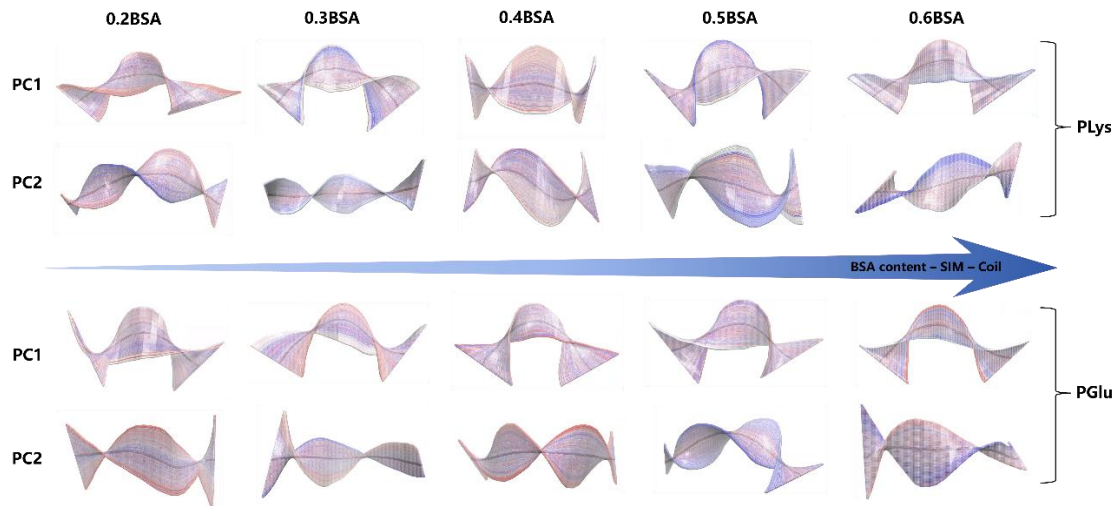 0.2BSA 0.3BSA 0.4BSA 0.5BSA 0.6BSA
PC1
PLys
PC2
BSA content – SIM – Coil
PC1
PGlu
PC2